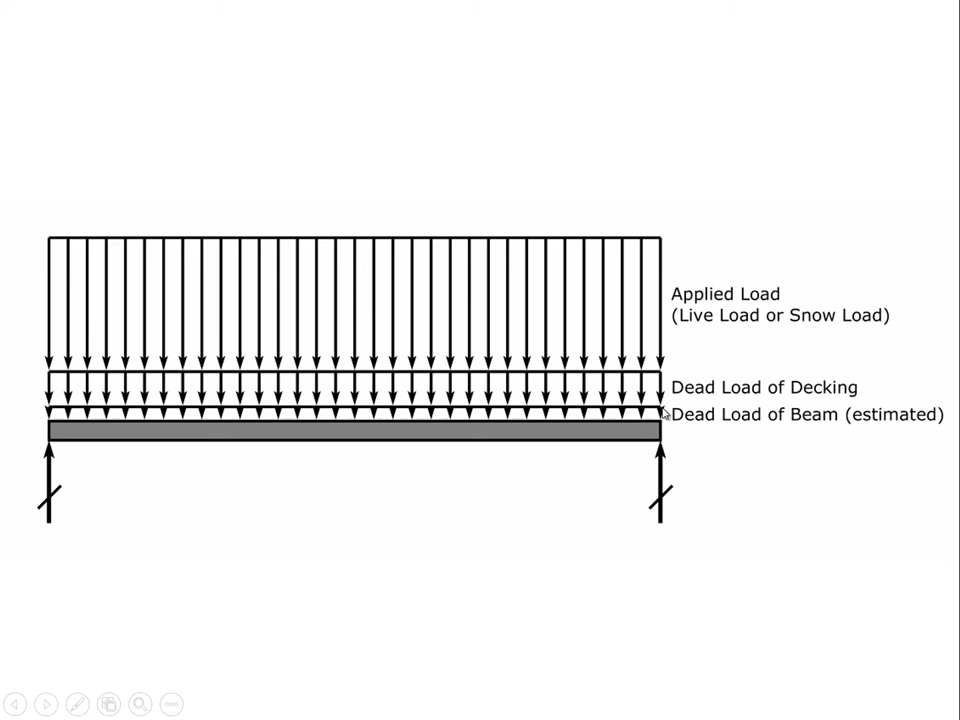 Applied Load
(Live Load or Snow Load)
Dead Load of Decking
Dead Load of Beam (estimated)